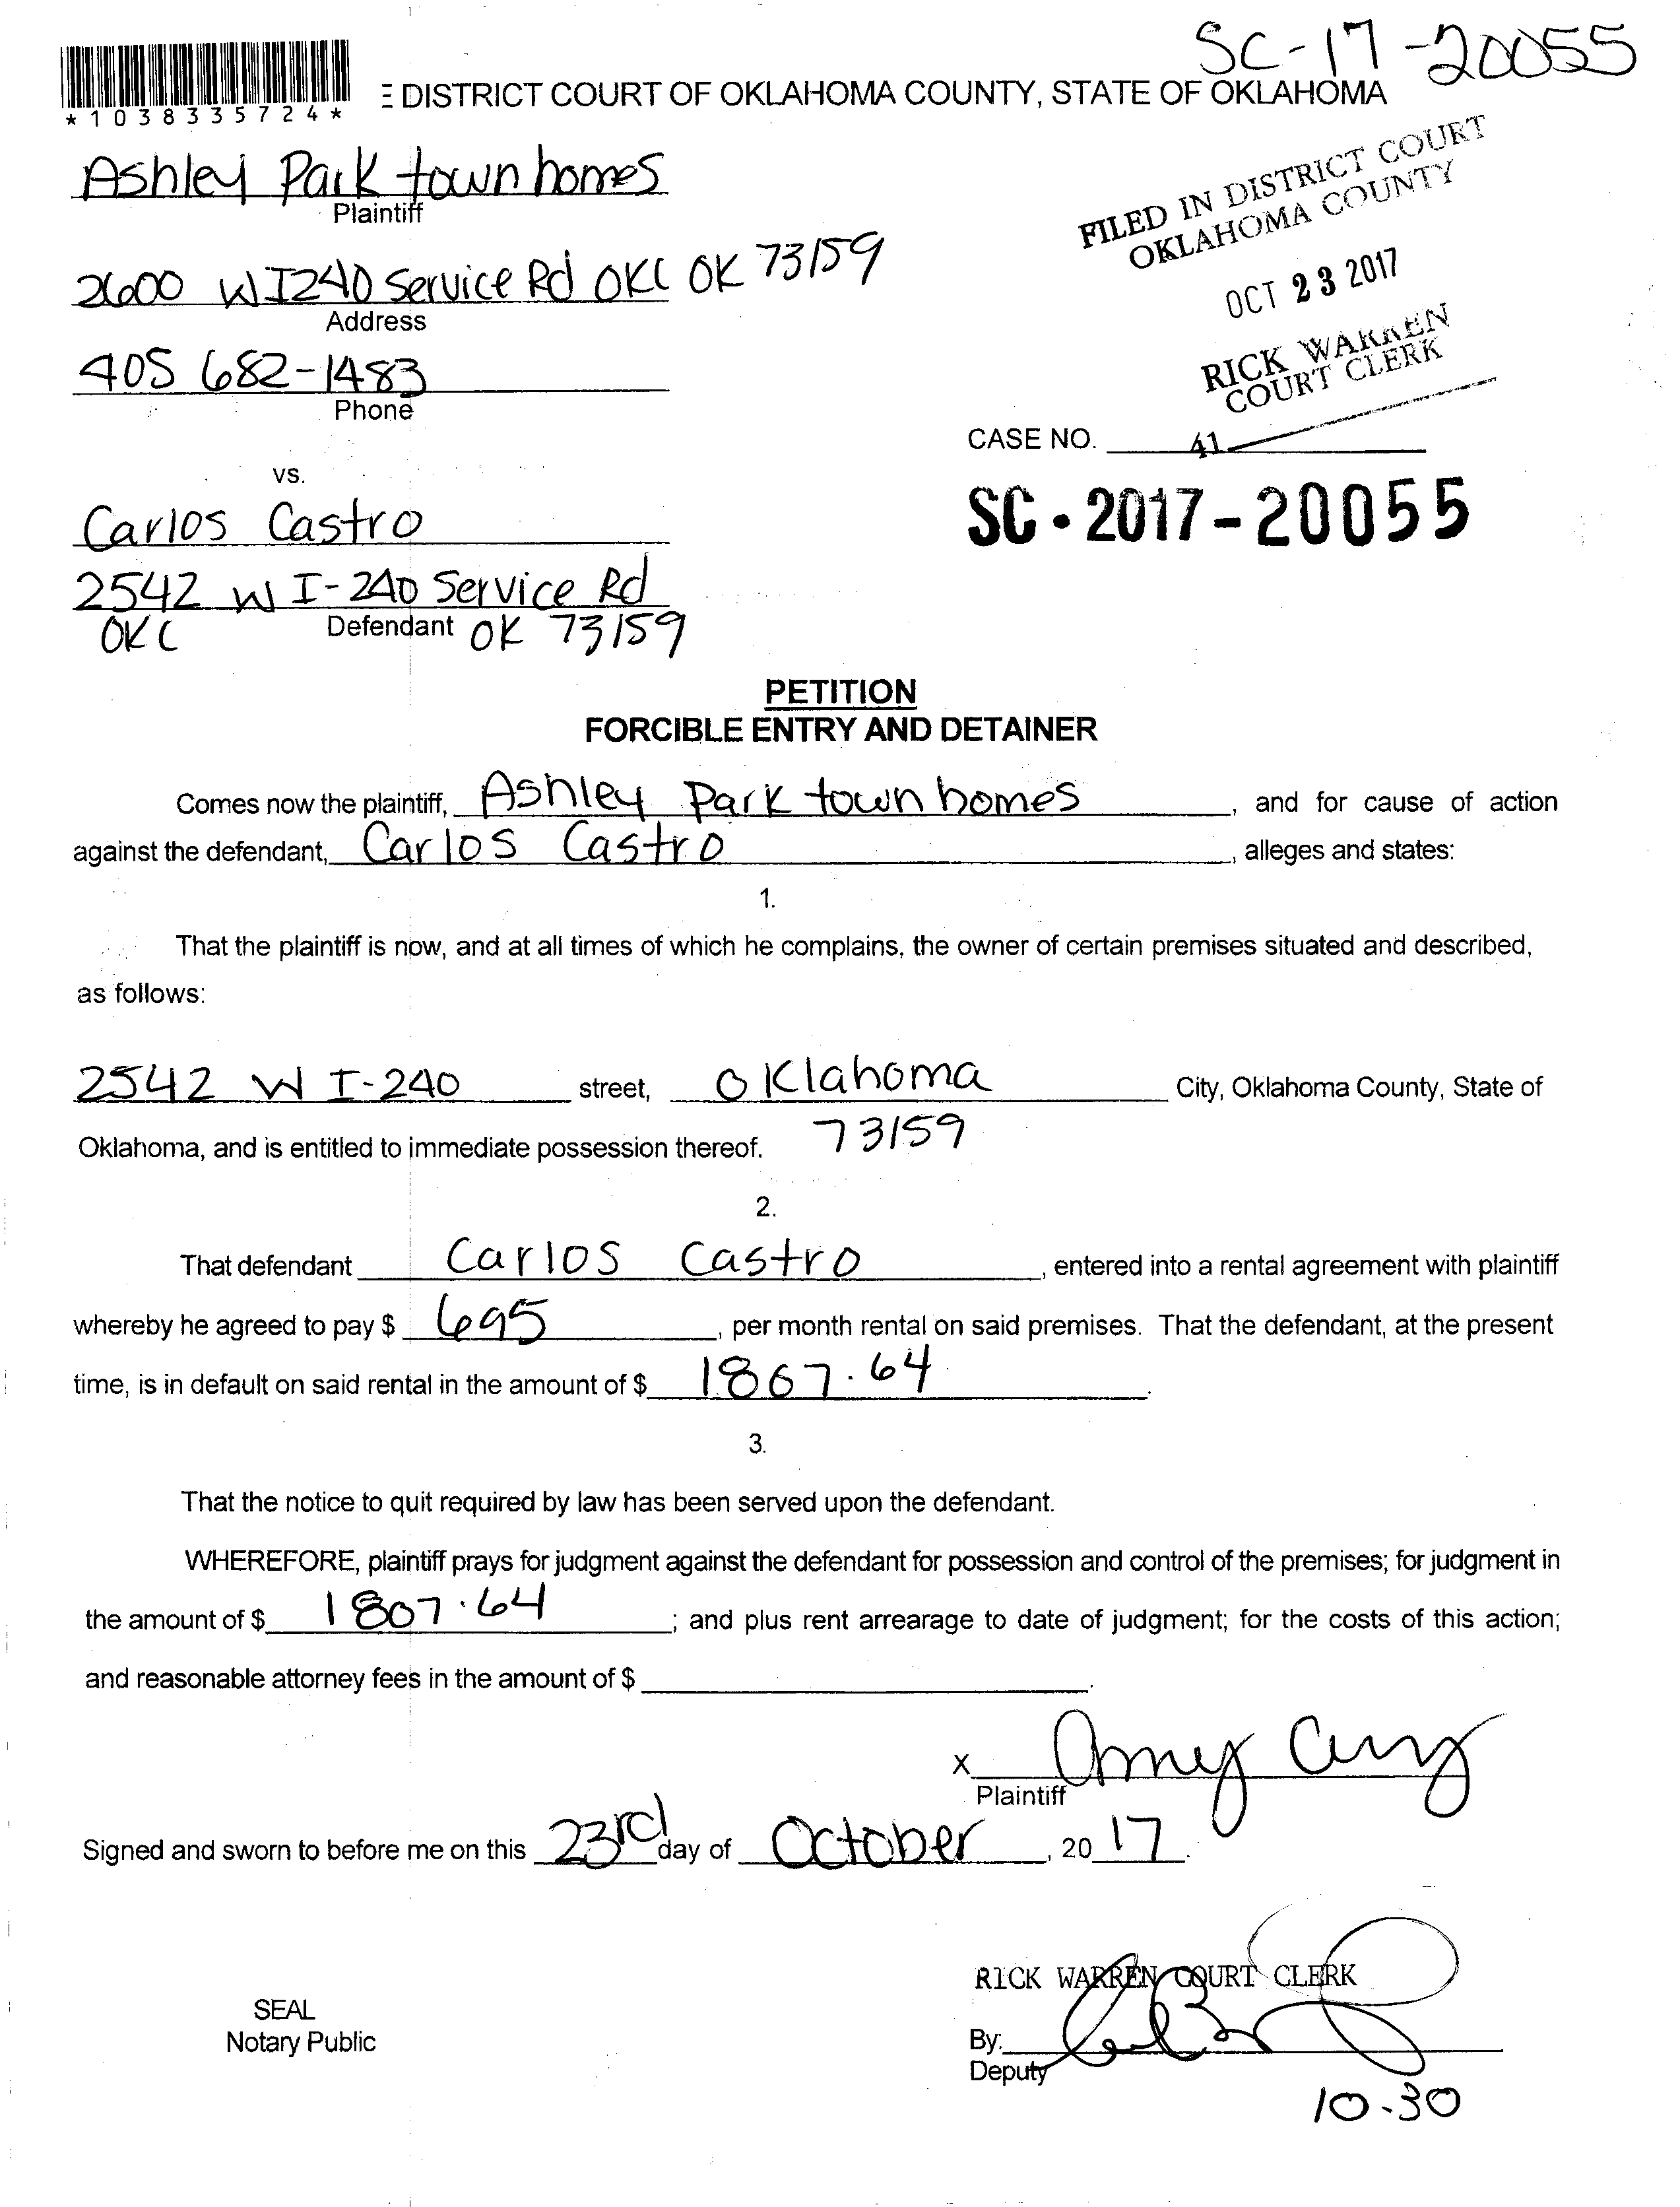 SC-17-20055
*1038335724*
E DISTRICT COURT OF OKLAHOMA COUNTY, STATE OF OKLAHOMA
Ashley Park townhomes
Plaintiff
FILED IN DISTRICT COURT
OKLAHOMA COUNTY
2600 W I240 Service Rd OKC OK 73159
Address
OCT 23 2017
405 682-1483
Phone
RICK WARREN
COURT CLERK
CASE NO. 41
vs.
SC-2017-20055
Carlos Castro
2542 W I-240 Service Rd
OKC Defendant OK 73159
PETITION
FORCIBLE ENTRY AND DETAINER
Comes now the plaintiff, Ashley Park townhomes, and for cause of action
against the defendant, Carlos Castro, alleges and states:
1.
That the plaintiff is now, and at all times of which he complains, the owner of certain premises situated and described,
as follows:
2542 W I-240 street, Oklahoma City, Oklahoma County, State of
Oklahoma, and is entitled to immediate possession thereof. 73159
2.
That defendant Carlos Castro, entered into a rental agreement with plaintiff
whereby he agreed to pay $ 695, per month rental on said premises. That the defendant, at the present
time, is in default on said rental in the amount of $ 1867.64.
3.
That the notice to quit required by law has been served upon the defendant.
WHEREFORE, plaintiff prays for judgment against the defendant for possession and control of the premises; for judgment in
the amount of $ 1807.64; and plus rent arrearage to date of judgment; for the costs of this action;
and reasonable attorney fees in the amount of $ .
X Amy
Plaintiff
Signed and sworn to before me on this 23rd day of October, 20 17.
RICK WARREN COURT CLERK
SEAL
Notary Public
By:
Deputy
10-30